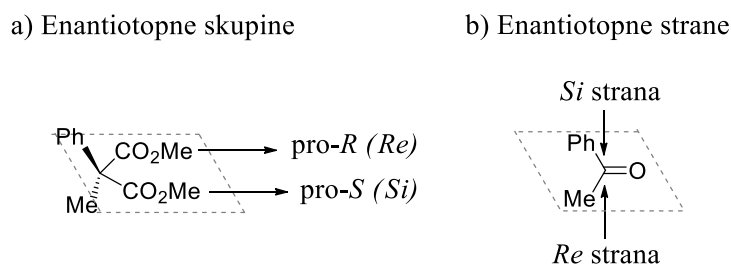 a) Enantiotopne skupine
Ph
CO₂Me
pro-R (Re)
CO₂Me
pro-S (Si)
Me
b) Enantiotopne strane
Si strana
Ph
O
Me
Re strana